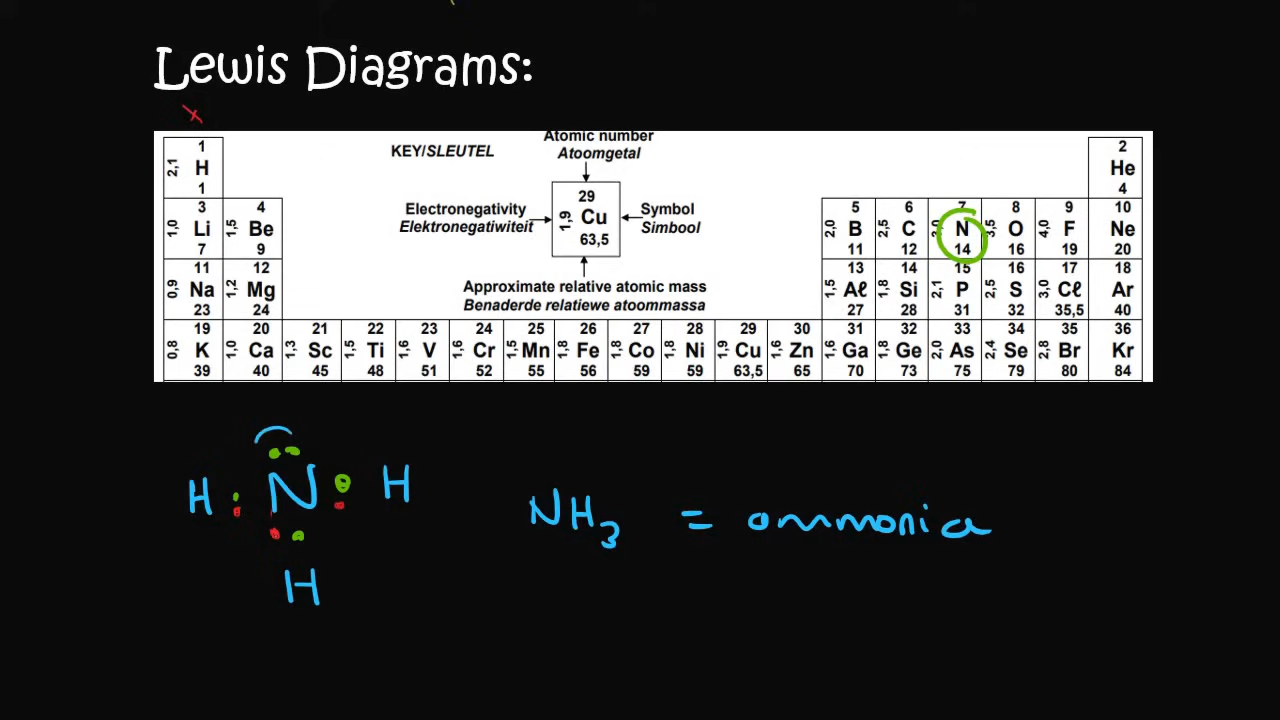 Lewis Diagrams:
Atomic number
Atoomgetal
KEY/SLEUTEL
1 2
2,1 H He
1 4
29
Electronegativity 1,9 Cu Symbol
Elektronegatiwiteit Simbool
63,5
3 4 5 6 7 8 9 10
1,0 Li 1,5 Be 2,0 B 2,5 C 3,0 N 3,5 O 4,0 F Ne
7 9 11 12 14 16 19 20
Approximate relative atomic mass
Benaderde relatiewe atoommassa
11 12 13 14 15 16 17 18
0,9 Na 1,2 Mg 1,5 Aℓ 1,8 Si 2,1 P 2,5 S 3,0 Cℓ Ar
23 24 27 28 31 32 35,5 40
19 20 21 22 23 24 25 26 27 28 29 30 31 32 33 34 35 36
0,8 K 1,0 Ca 1,3 Sc 1,5 Ti 1,6 V 1,6 Cr 1,5 Mn 1,8 Fe 1,8 Co 1,8 Ni 1,9 Cu 1,6 Zn 1,6 Ga 1,8 Ge 2,0 As 2,4 Se 2,8 Br Kr
39 40 45 48 51 52 55 56 59 59 63,5 65 70 73 75 79 80 84
H : N : H
H
NH3 = ammonia